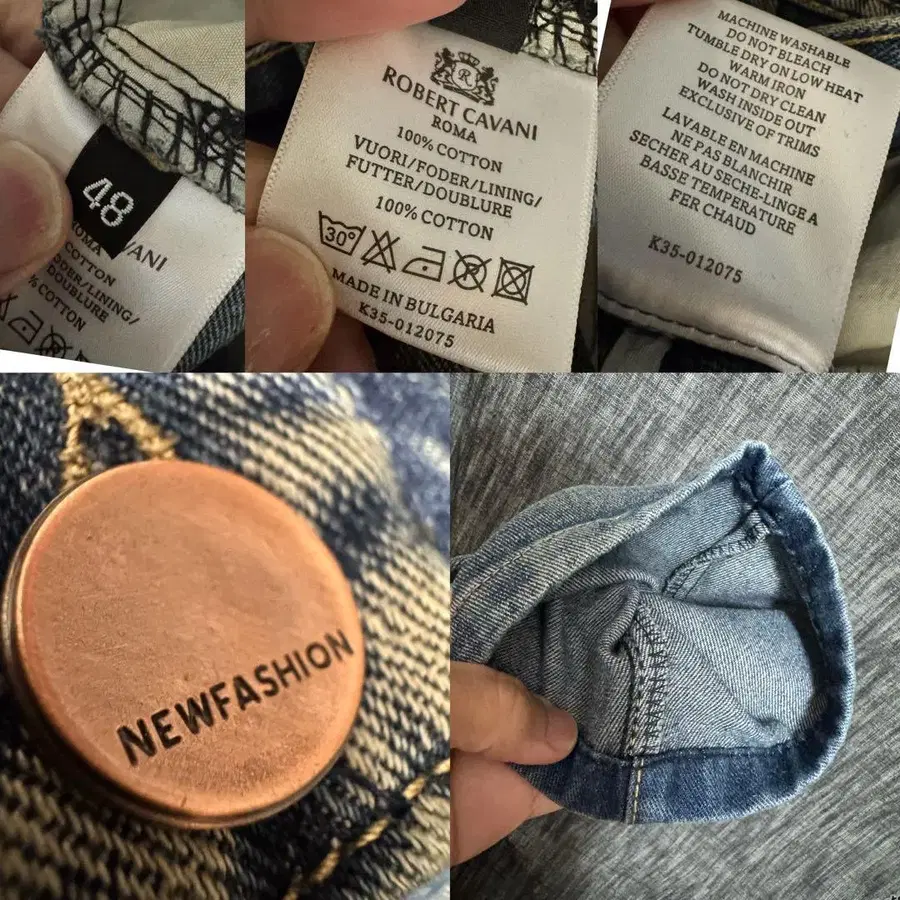 48
ROMA
VANI
COTTON
ODER/LINING/
DOUBLURE
% COTTON
R
ROBERT CAVANI
ROMA
100% COTTON
VUORI/FODER/LINING/
FUTTER/DOUBLURE
100% COTTON
30°
MADE IN BULGARIA
K35-012075
MACHINE WASHABLE
DO NOT BLEACH
TUMBLE DRY ON LOW HEAT
WARM IRON
DO NOT DRY CLEAN
WASH INSIDE OUT
EXCLUSIVE OF TRIMS
LAVABLE EN MACHINE
NE PAS BLANCHIR
SECHER AU SECHE-LINGE A
BASSE TEMPERATURE
FER CHAUD
K35-012075
NEWFASHION